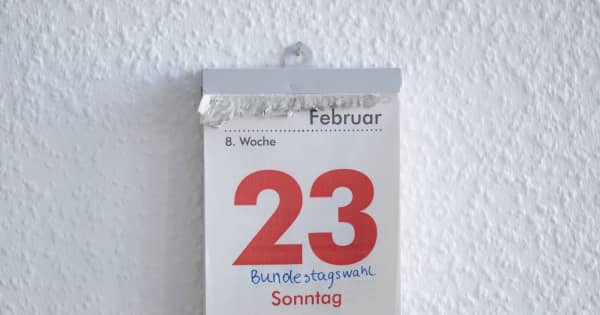 Februar
8. Woche
23
Bundestagswahl
Sonntag